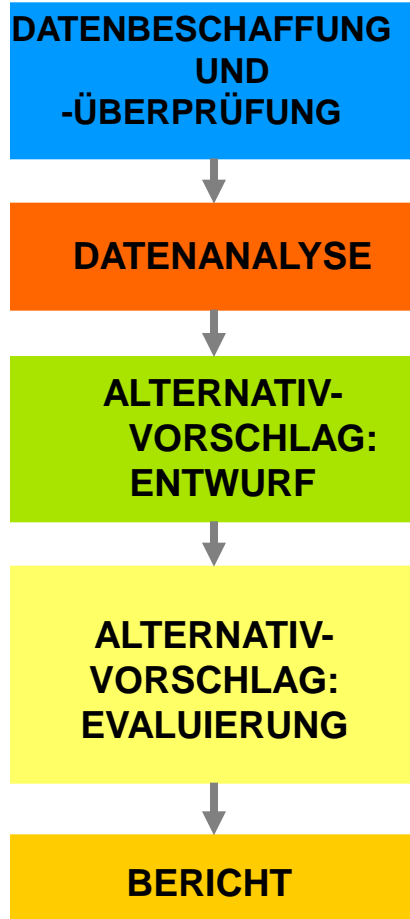 DATENBESCHAFFUNG
UND
-ÜBERPRÜFUNG
DATENANALYSE
ALTERNATIV-
VORSCHLAG:
ENTWURF
ALTERNATIV-
VORSCHLAG:
EVALUIERUNG
BERICHT